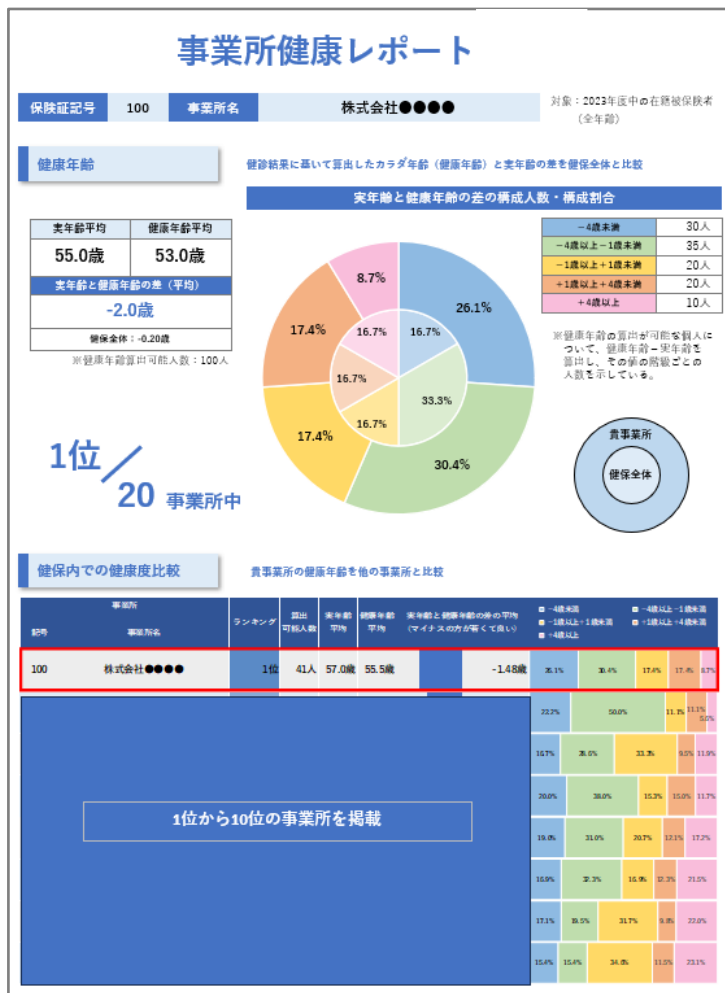 事業所健康レポート
保険証記号 100 事業所名 株式会社●●●●
対象：2023年度中の在籍被保険者
（全年齢）
健康年齢
健診結果に基いて算出したカラダ年齢（健康年齢）と実年齢の差を健保全体と比較
実年齢と健康年齢の差の構成人数・構成割合
実年齢平均 健康年齢平均
55.0歳 53.0歳
実年齢と健康年齢の差（平均）
-2.0歳
健保全体：-0.20歳
※健康年齢算出可能人数：100人
1位／20 事業所中
8.7%
26.1%
17.4%
16.7% 16.7%
16.7%
33.3%
16.7%
17.4%
30.4%
－4歳未満 30人
－4歳以上－1歳未満 35人
－1歳以上＋1歳未満 20人
＋1歳以上＋4歳未満 20人
＋4歳以上 10人
※健康年齢の算出が可能な個人に
ついて、健康年齢－実年齢を
算出し、その値の階級ごとの
人数を示している。
貴事業所
健保全体
健保内での健康度比較
貴事業所の健康年齢を他の事業所と比較
事業所
記号 事業所名
ランキング
算出
可能人数
実年齢
平均
健康年齢
平均
実年齢と健康年齢の差の平均
（マイナスの方が若くて良い）
－4歳未満 －4歳以上－1歳未満
－1歳以上＋1歳未満 ＋1歳以上＋4歳未満
＋4歳以上
100 株式会社●●●● 1位 41人 57.0歳 55.5歳 -1.48歳 26.1% 30.4% 17.4% 17.4% 8.7%
22.2% 50.0% 11.1% 11.1%
16.7% 28.6% 33.3% 9.5% 11.9%
20.0% 38.0% 15.0% 11.7%
19.0% 31.0% 20.7% 12.1% 17.2%
1位から10位の事業所を掲載
16.9% 32.3% 16.9% 12.3% 21.5%
17.1% 19.5% 31.7% 9.8% 22.0%
15.4% 15.4% 34.6% 11.5% 23.1%